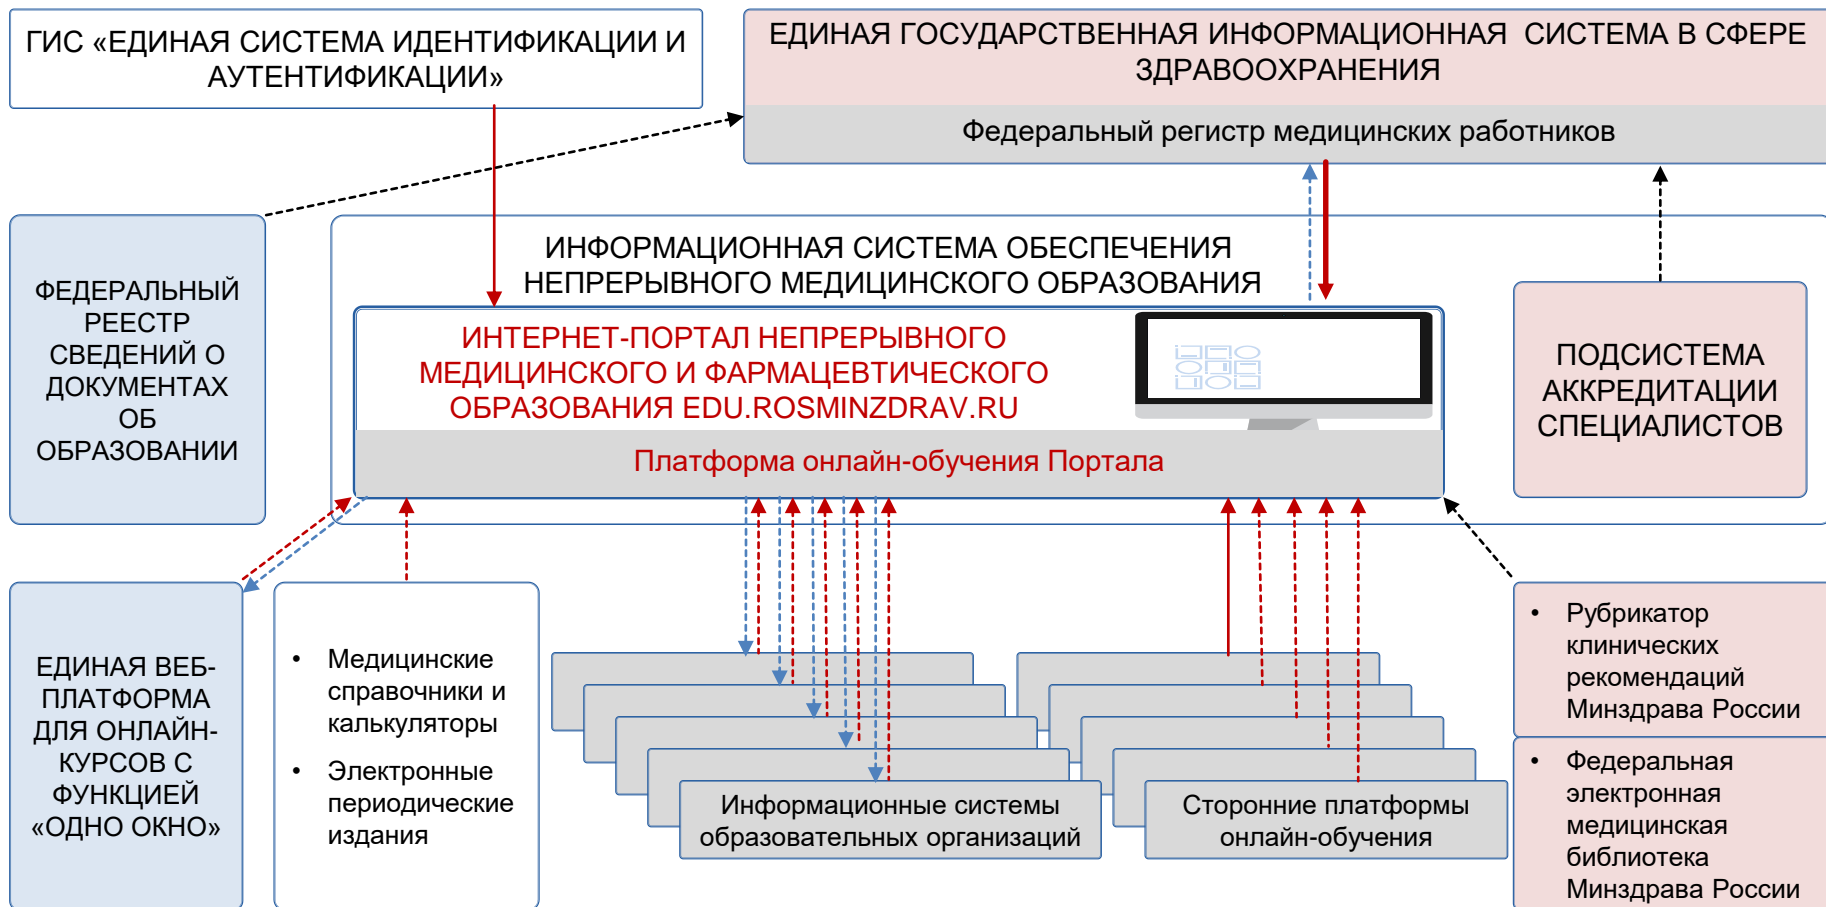 ГИС «ЕДИНАЯ СИСТЕМА ИДЕНТИФИКАЦИИ И
АУТЕНТИФИКАЦИИ»
ЕДИНАЯ ГОСУДАРСТВЕННАЯ ИНФОРМАЦИОННАЯ СИСТЕМА В СФЕРЕ
ЗДРАВООХРАНЕНИЯ
Федеральный регистр медицинских работников
ФЕДЕРАЛЬНЫЙ
РЕЕСТР
СВЕДЕНИЙ О
ДОКУМЕНТАХ
ОБ
ОБРАЗОВАНИИ
ИНФОРМАЦИОННАЯ СИСТЕМА ОБЕСПЕЧЕНИЯ
НЕПРЕРЫВНОГО МЕДИЦИНСКОГО ОБРАЗОВАНИЯ
ИНТЕРНЕТ-ПОРТАЛ НЕПРЕРЫВНОГО
МЕДИЦИНСКОГО И ФАРМАЦЕВТИЧЕСКОГО
ОБРАЗОВАНИЯ EDU.ROSMINZDRAV.RU
Платформа онлайн-обучения Портала
ПОДСИСТЕМА
АККРЕДИТАЦИИ
СПЕЦИАЛИСТОВ
ЕДИНАЯ ВЕБ-
ПЛАТФОРМА
ДЛЯ ОНЛАЙН-
КУРСОВ С
ФУНКЦИЕЙ
«ОДНО ОКНО»
• Медицинские
справочники и
калькуляторы
• Электронные
периодические
издания
Информационные системы
образовательных организаций
Сторонние платформы
онлайн-обучения
• Рубрикатор
клинических
рекомендаций
Минздрава России
• Федеральная
электронная
медицинская
библиотека
Минздрава России